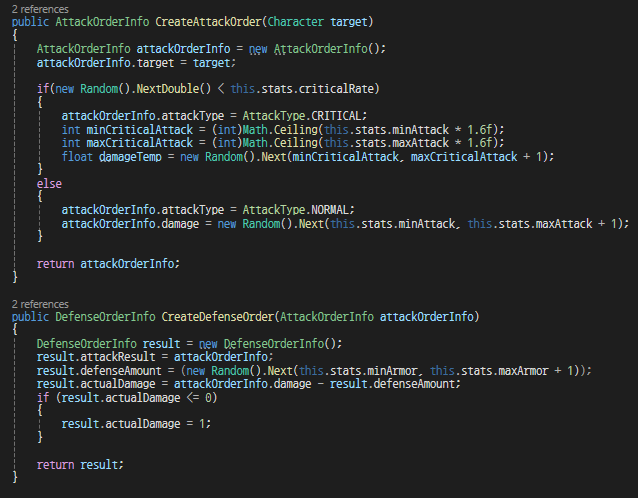 2 references
public AttackOrderInfo CreateAttackOrder(Character target)
{
AttackOrderInfo attackOrderInfo = new AttackOrderInfo();
attackOrderInfo.target = target;
if(new Random().NextDouble() < this.stats.criticalRate)
{
attackOrderInfo.attackType = AttackType.CRITICAL;
int minCriticalAttack = (int)Math.Ceiling(this.stats.minAttack * 1.6f);
int maxCriticalAttack = (int)Math.Ceiling(this.stats.maxAttack * 1.6f);
float damageTemp = new Random().Next(minCriticalAttack, maxCriticalAttack + 1);
}
else
{
attackOrderInfo.attackType = AttackType.NORMAL;
attackOrderInfo.damage = new Random().Next(this.stats.minAttack, this.stats.maxAttack + 1);
}
return attackOrderInfo;
}
2 references
public DefenseOrderInfo CreateDefenseOrder(AttackOrderInfo attackOrderInfo)
{
DefenseOrderInfo result = new DefenseOrderInfo();
result.attackResult = attackOrderInfo;
result.defenseAmount = (new Random().Next(this.stats.minArmor, this.stats.maxArmor + 1));
result.actualDamage = attackOrderInfo.damage - result.defenseAmount;
if (result.actualDamage <= 0)
{
result.actualDamage = 1;
}
return result;
}